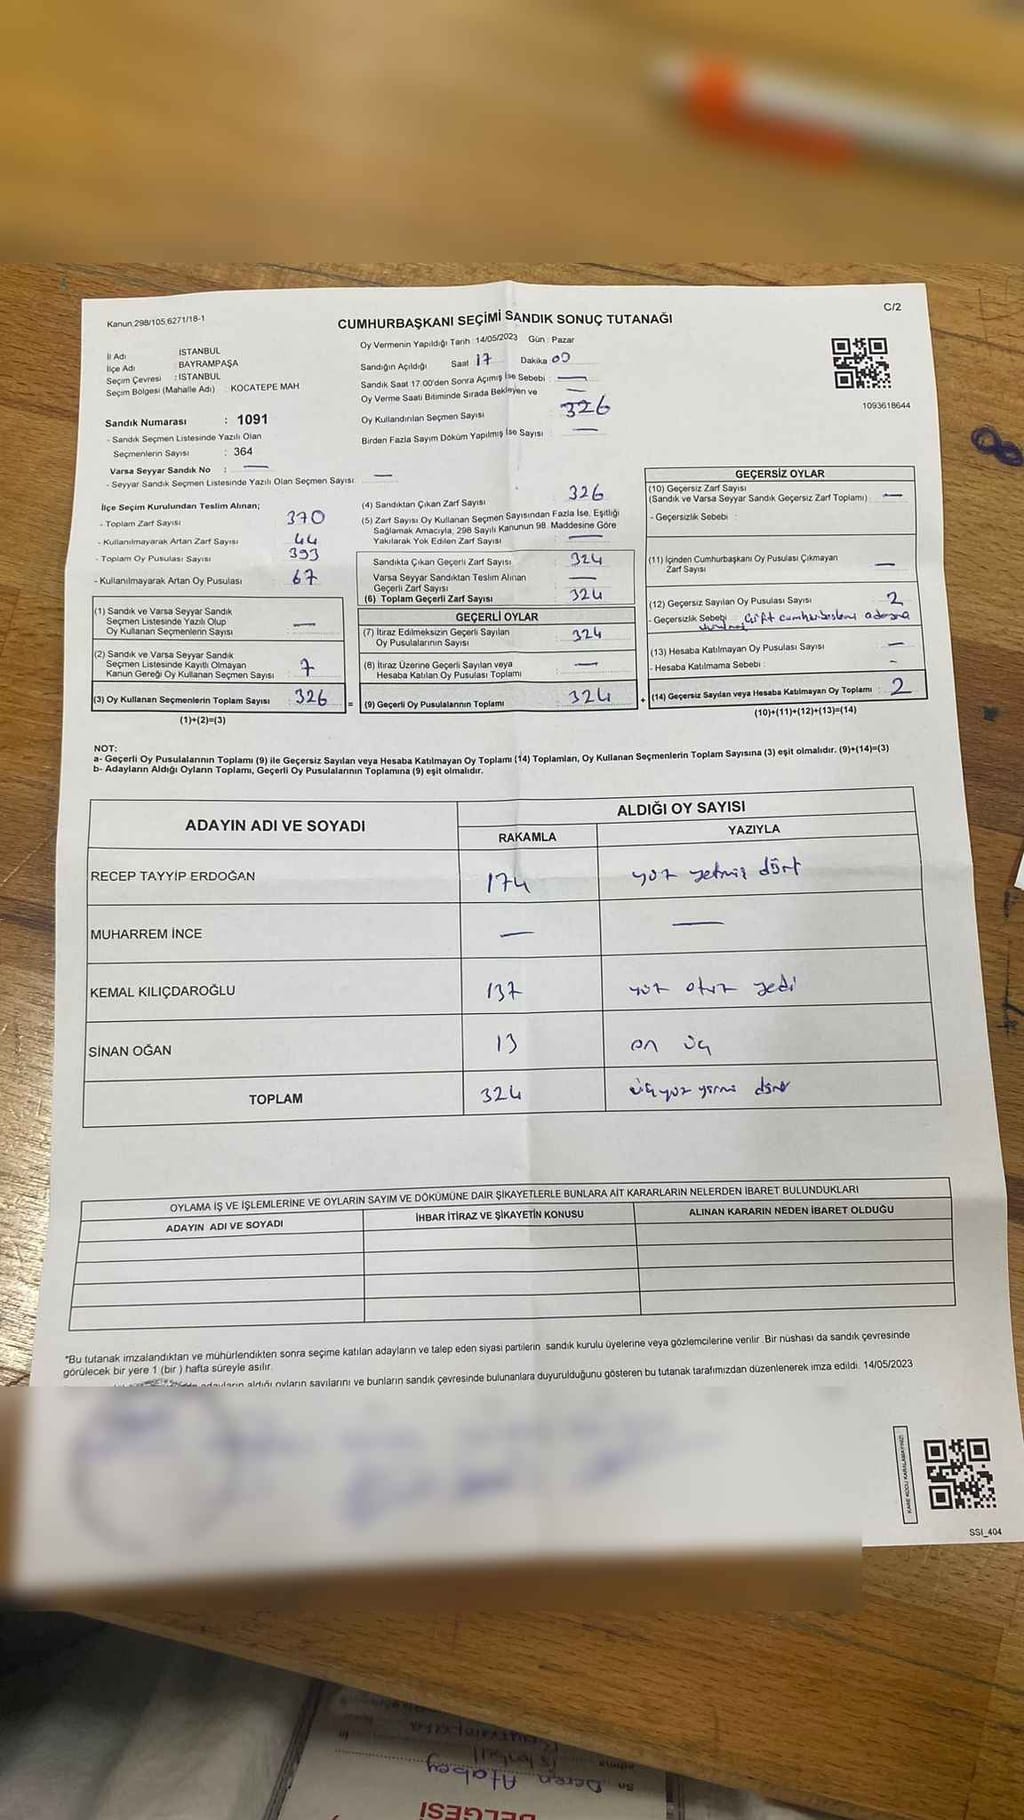 Kanun;298/105,6271/18-1
C/2
CUMHURBAŞKANI SEÇİMİ SANDIK SONUÇ TUTANAĞI
İl Adı İSTANBUL
İlçe Adı BAYRAMPAŞA
Seçim Çevresi : İSTANBUL
Seçim Bölgesi (Mahalle Adı) KOCATEPE MAH
Sandık Numarası : 1091
- Sandık Seçmen Listesinde Yazılı Olan
Seçmenlerin Sayısı : 364
Varsa Seyyar Sandık No : —
- Seyyar Sandık Seçmen Listesinde Yazılı Olan Seçmen Sayısı —
Oy Vermenin Yapıldığı Tarih :14/05/2023 Gün : Pazar
Sandığın Açıldığı Saat 17 Dakika 00
Sandık Saat 17.00'den Sonra Açımış İse Sebebi : —
Oy Verme Saati Bitiminde Sırada Bekleyen ve —
Oy Kullandırılan Seçmen Sayısı 326
Birden Fazla Sayım Döküm Yapılmış İse Sayısı —
1093618644
İlçe Seçim Kurulundan Teslim Alınan;
- Toplam Zarf Sayısı 370
- Kullanılmayarak Artan Zarf Sayısı 44
- Toplam Oy Pusulası Sayısı 393
- Kullanılmayarak Artan Oy Pusulası 67
(1) Sandık ve Varsa Seyyar Sandık
Seçmen Listesinde Yazılı Olup
Oy Kullanan Seçmenlerin Sayısı —
(2) Sandık ve Varsa Seyyar Sandık
Seçmen Listesinde Kayıtlı Olmayan
Kanun Gereği Oy Kullanan Seçmen Sayısı 7
(3) Oy Kullanan Seçmenlerin Toplam Sayısı 326 =
(1)+(2)=(3)
(4) Sandıktan Çıkan Zarf Sayısı 326
(5) Zarf Sayısı Oy Kullanan Seçmen Sayısından Fazla İse, Eşitliği
Sağlamak Amacıyla, 298 Sayılı Kanunun 98. Maddesine Göre
Yakılarak Yok Edilen Zarf Sayısı —
Sandıkta Çıkan Geçerli Zarf Sayısı 324
Varsa Seyyar Sandıktan Teslim Alınan
Geçerli Zarf Sayısı —
(6) Toplam Geçerli Zarf Sayısı 324
GEÇERLİ OYLAR
(7) İtiraz Edilmeksizin Geçerli Sayılan
Oy Pusulalarının Sayısı 324
(8) İtiraz Üzerine Geçerli Sayılan veya
Hesaba Katılan Oy Pusulası Toplamı —
(9) Geçerli Oy Pusulalarının Toplamı 324 +
GEÇERSİZ OYLAR
(10) Geçersiz Zarf Sayısı
(Sandık ve Varsa Seyyar Sandık Geçersiz Zarf Toplamı) —
- Geçersizlik Sebebi :
(11) İçinden Cumhurbaşkanı Oy Pusulası Çıkmayan
Zarf Sayısı —
(12) Geçersiz Sayılan Oy Pusulası Sayısı 2
- Geçersizlik Sebebi Çift cumhurbaşkanı adayına
(13) Hesaba Katılmayan Oy Pusulası Sayısı —
- Hesaba Katılmama Sebebi : -
(14) Geçersiz Sayılan veya Hesaba Katılmayan Oy Toplamı 2
(10)+(11)+(12)+(13)=(14)
NOT:
a- Geçerli Oy Pusulalarının Toplamı (9) ile Geçersiz Sayılan veya Hesaba Katılmayan Oy Toplamı (14) Toplamları, Oy Kullanan Seçmenlerin Toplam Sayısına (3) eşit olmalıdır. (9)+(14)=(3)
b- Adayların Aldığı Oyların Toplamı, Geçerli Oy Pusulalarının Toplamına (9) eşit olmalıdır.
ADAYIN ADI VE SOYADI
ALDIĞI OY SAYISI
RAKAMLA YAZIYLA
RECEP TAYYİP ERDOĞAN 174 yüz yetmiş dört
MUHARREM İNCE — —
KEMAL KILIÇDAROĞLU 137 yüz otuz yedi
SİNAN OĞAN 13 on üç
TOPLAM 324 üçyüz yirmi dört
OYLAMA İŞ VE İŞLEMLERİNE VE OYLARIN SAYIM VE DÖKÜMÜNE DAİR ŞİKAYETLERLE BUNLARA AİT KARARLARIN NELERDEN İBARET BULUNDUKLARI
ADAYIN ADI VE SOYADI İHBAR İTİRAZ VE ŞİKAYETİN KONUSU ALINAN KARARIN NEDEN İBARET OLDUĞU
*Bu tutanak imzalandıktan ve mühürlendikten sonra seçime katılan adayların ve talep eden siyasi partilerin sandık kurulu üyelerine veya gözlemcilerine verilir. Bir nüshası da sandık çevresinde
görülecek bir yere 1 (bir ) hafta süreyle asılır.
adayların aldığı oyların sayılarını ve bunların sandık çevresinde bulunanlara duyurulduğunu gösteren bu tutanak tarafımızdan düzenlenerek imza edildi. 14/05/2023
KARE KODU KARALAMAYINIZ!
SSI_404
Bayrampaşa
İstanbul
Deren Atabey
BELGESİ